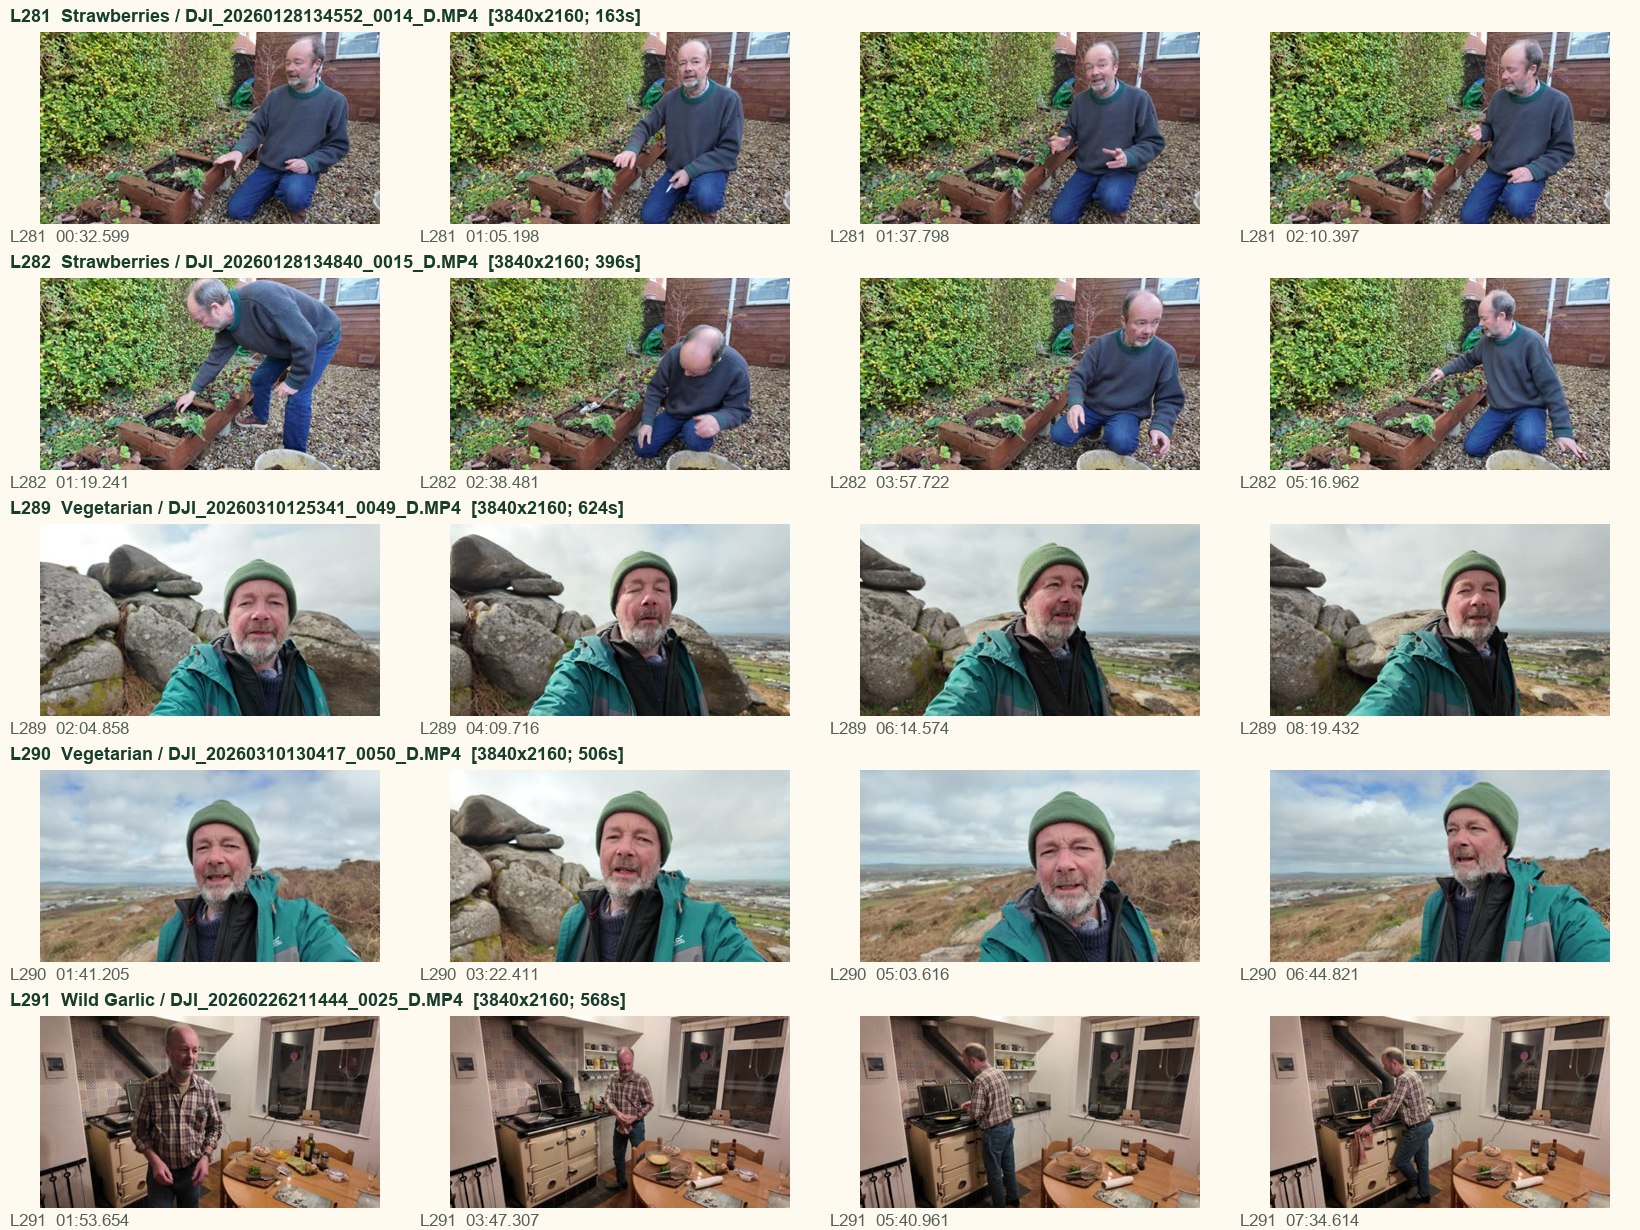 L281 Strawberries / DJI_20260128134552_0014_D.MP4 [3840x2160; 163s]
L281 00:32.599
L281 01:05.198
L281 01:37.798
L281 02:10.397
L282 Strawberries / DJI_20260128134840_0015_D.MP4 [3840x2160; 396s]
L282 01:19.241
L282 02:38.481
L282 03:57.722
L282 05:16.962
L289 Vegetarian / DJI_20260310125341_0049_D.MP4 [3840x2160; 624s]
L289 02:04.858
L289 04:09.716
L289 06:14.574
L289 08:19.432
L290 Vegetarian / DJI_20260310130417_0050_D.MP4 [3840x2160; 506s]
L290 01:41.205
L290 03:22.411
L290 05:03.616
L290 06:44.821
L291 Wild Garlic / DJI_20260226211444_0025_D.MP4 [3840x2160; 568s]
L291 01:53.654
L291 03:47.307
L291 05:40.961
L291 07:34.614